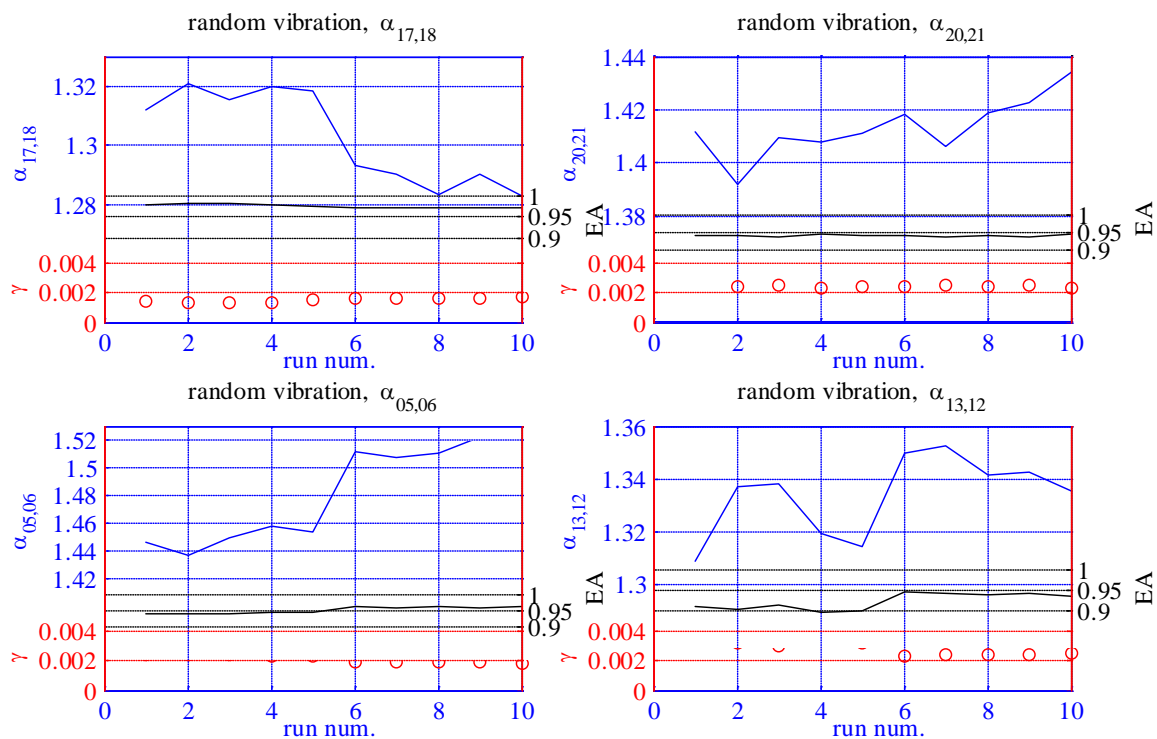 random vibration, α17,18
1.32
1.3
1.28
α17,18
1
0.95
0.9
EA
0.004
0.002
0
γ
0 2 4 6 8 10
run num.
random vibration, α20,21
1.44
1.42
1.4
1.38
α20,21
1
0.95
0.9
EA
0.004
0.002
0
γ
0 2 4 6 8 10
run num.
random vibration, α05,06
1.52
1.5
1.48
1.46
1.44
1.42
α05,06
1
0.95
0.9
EA
0.004
0.002
0
γ
0 2 4 6 8 10
run num.
random vibration, α13,12
1.36
1.34
1.32
1.3
α13,12
1
0.95
0.9
EA
0.004
0.002
0
γ
0 2 4 6 8 10
run num.